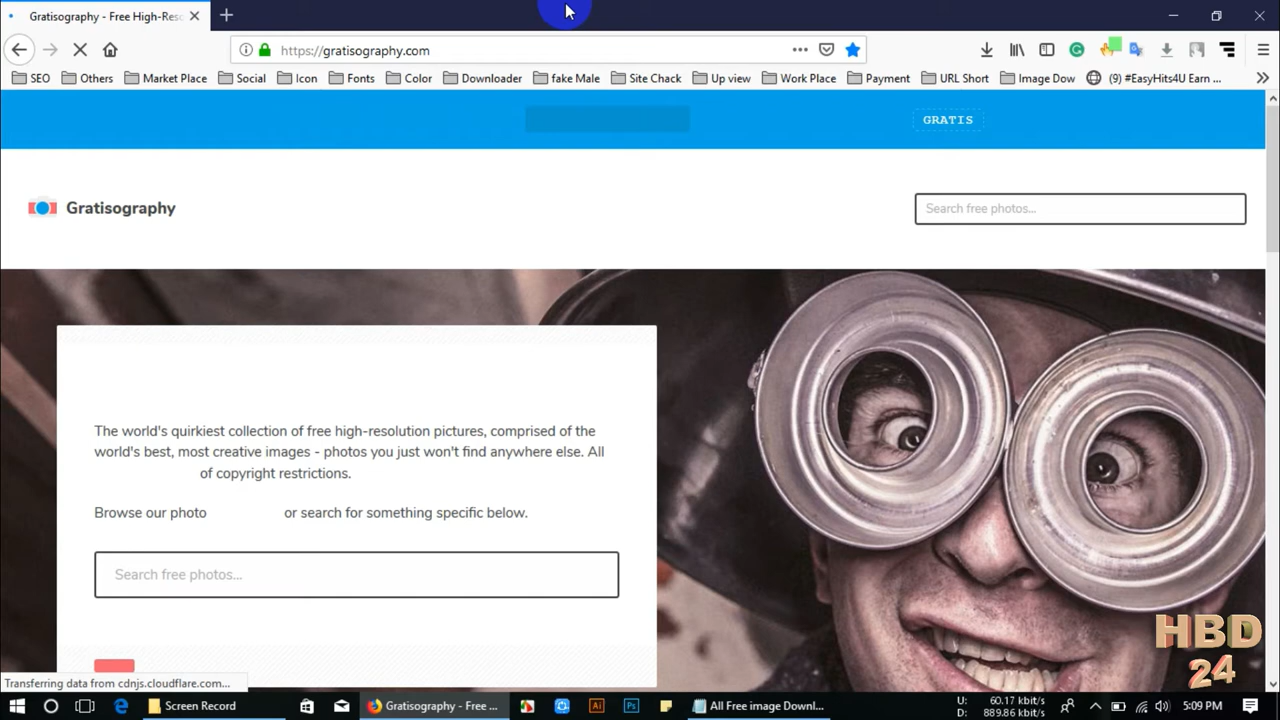 Gratisography - Free High-Resc
https://gratisography.com
SEO Others Market Place Social Icon Fonts Color Downloader fake Male Site Chack Up view Work Place Payment URL Short Image Dow (9) #EasyHits4U Earn ...
GRATIS
Gratisography
Search free photos...
The world's quirkiest collection of free high-resolution pictures, comprised of the
world's best, most creative images - photos you just won't find anywhere else. All
of copyright restrictions.
Browse our photo or search for something specific below.
Search free photos...
HBD
24
Transferring data from cdnjs.cloudflare.com...
Screen Record Gratisography - Free ... Ai Ps All Free image Downl... U: 60.17 kbit/s
D: 889.86 kbit/s 5:09 PM